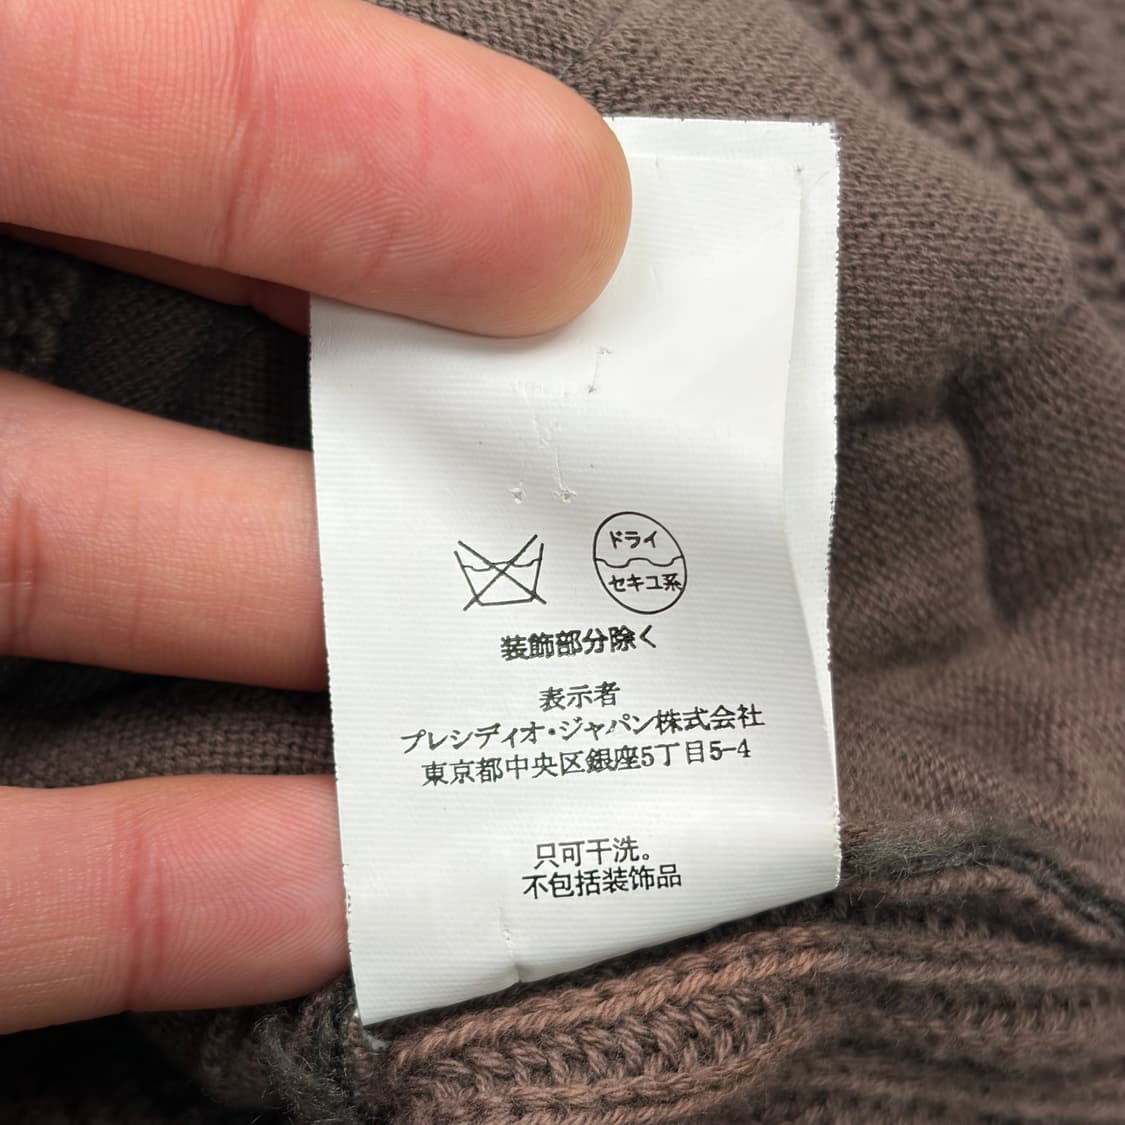 ドライ
セキユ系
装飾部分除く
表示者
プレシディオ・ジャパン株式会社
東京都中央区銀座5丁目5-4
只可干洗。
不包括装饰品